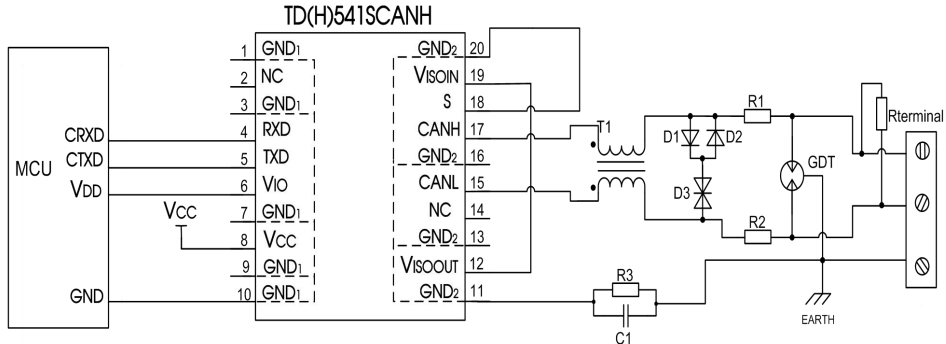 TD(H)541SCANH
1 GND1
2 NC
3 GND1
4 RXD
5 TXD
6 VIO
7 GND1
8 VCC
9 GND1
10 GND1
GND2 20
VISOIN 19
S 18
CANH 17
GND2 16
CANL 15
NC 14
GND2 13
VISOOUT 12
GND2 11
MCU
CRXD
CTXD
VDD
GND
VCC
T1
D1
D2
D3
R1
R2
GDT
Rterminal
R3
C1
EARTH